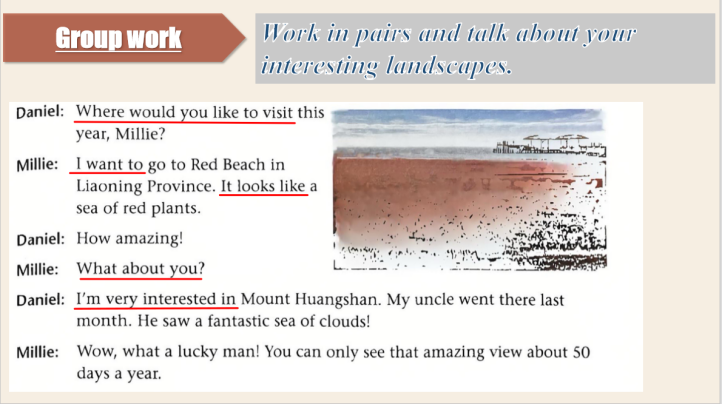 Group work
Work in pairs and talk about your
interesting landscapes.
Daniel: Where would you like to visit this
year, Millie?
Millie: I want to go to Red Beach in
Liaoning Province. It looks like a
sea of red plants.
Daniel: How amazing!
Millie: What about you?
Daniel: I'm very interested in Mount Huangshan. My uncle went there last
month. He saw a fantastic sea of clouds!
Millie: Wow, what a lucky man! You can only see that amazing view about 50
days a year.